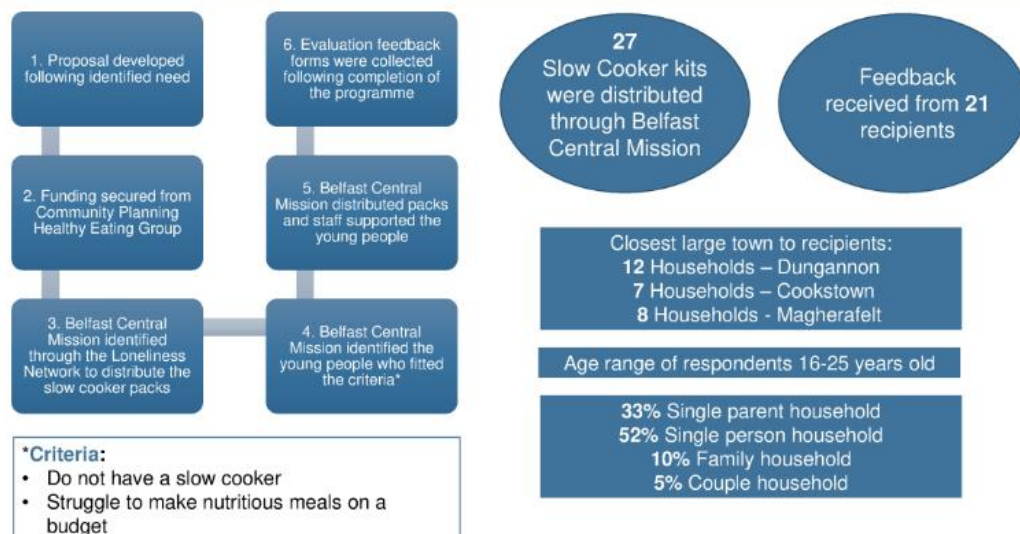 1. Proposal developed
following identified need
2. Funding secured from
Community Planning
Healthy Eating Group
3. Belfast Central
Mission identified
through the Loneliness
Network to distribute the
slow cooker packs
4. Belfast Central
Mission identified the
young people who fitted
the criteria*
5. Belfast Central
Mission distributed packs
and staff supported the
young people
6. Evaluation feedback
forms were collected
following completion of
the programme
*Criteria:
• Do not have a slow cooker
• Struggle to make nutritious meals on a
budget
27
Slow Cooker kits
were distributed
through Belfast
Central Mission
Feedback
received from 21
recipients
Closest large town to recipients:
12 Households – Dungannon
7 Households – Cookstown
8 Households - Magherafelt
Age range of respondents 16-25 years old
33% Single parent household
52% Single person household
10% Family household
5% Couple household